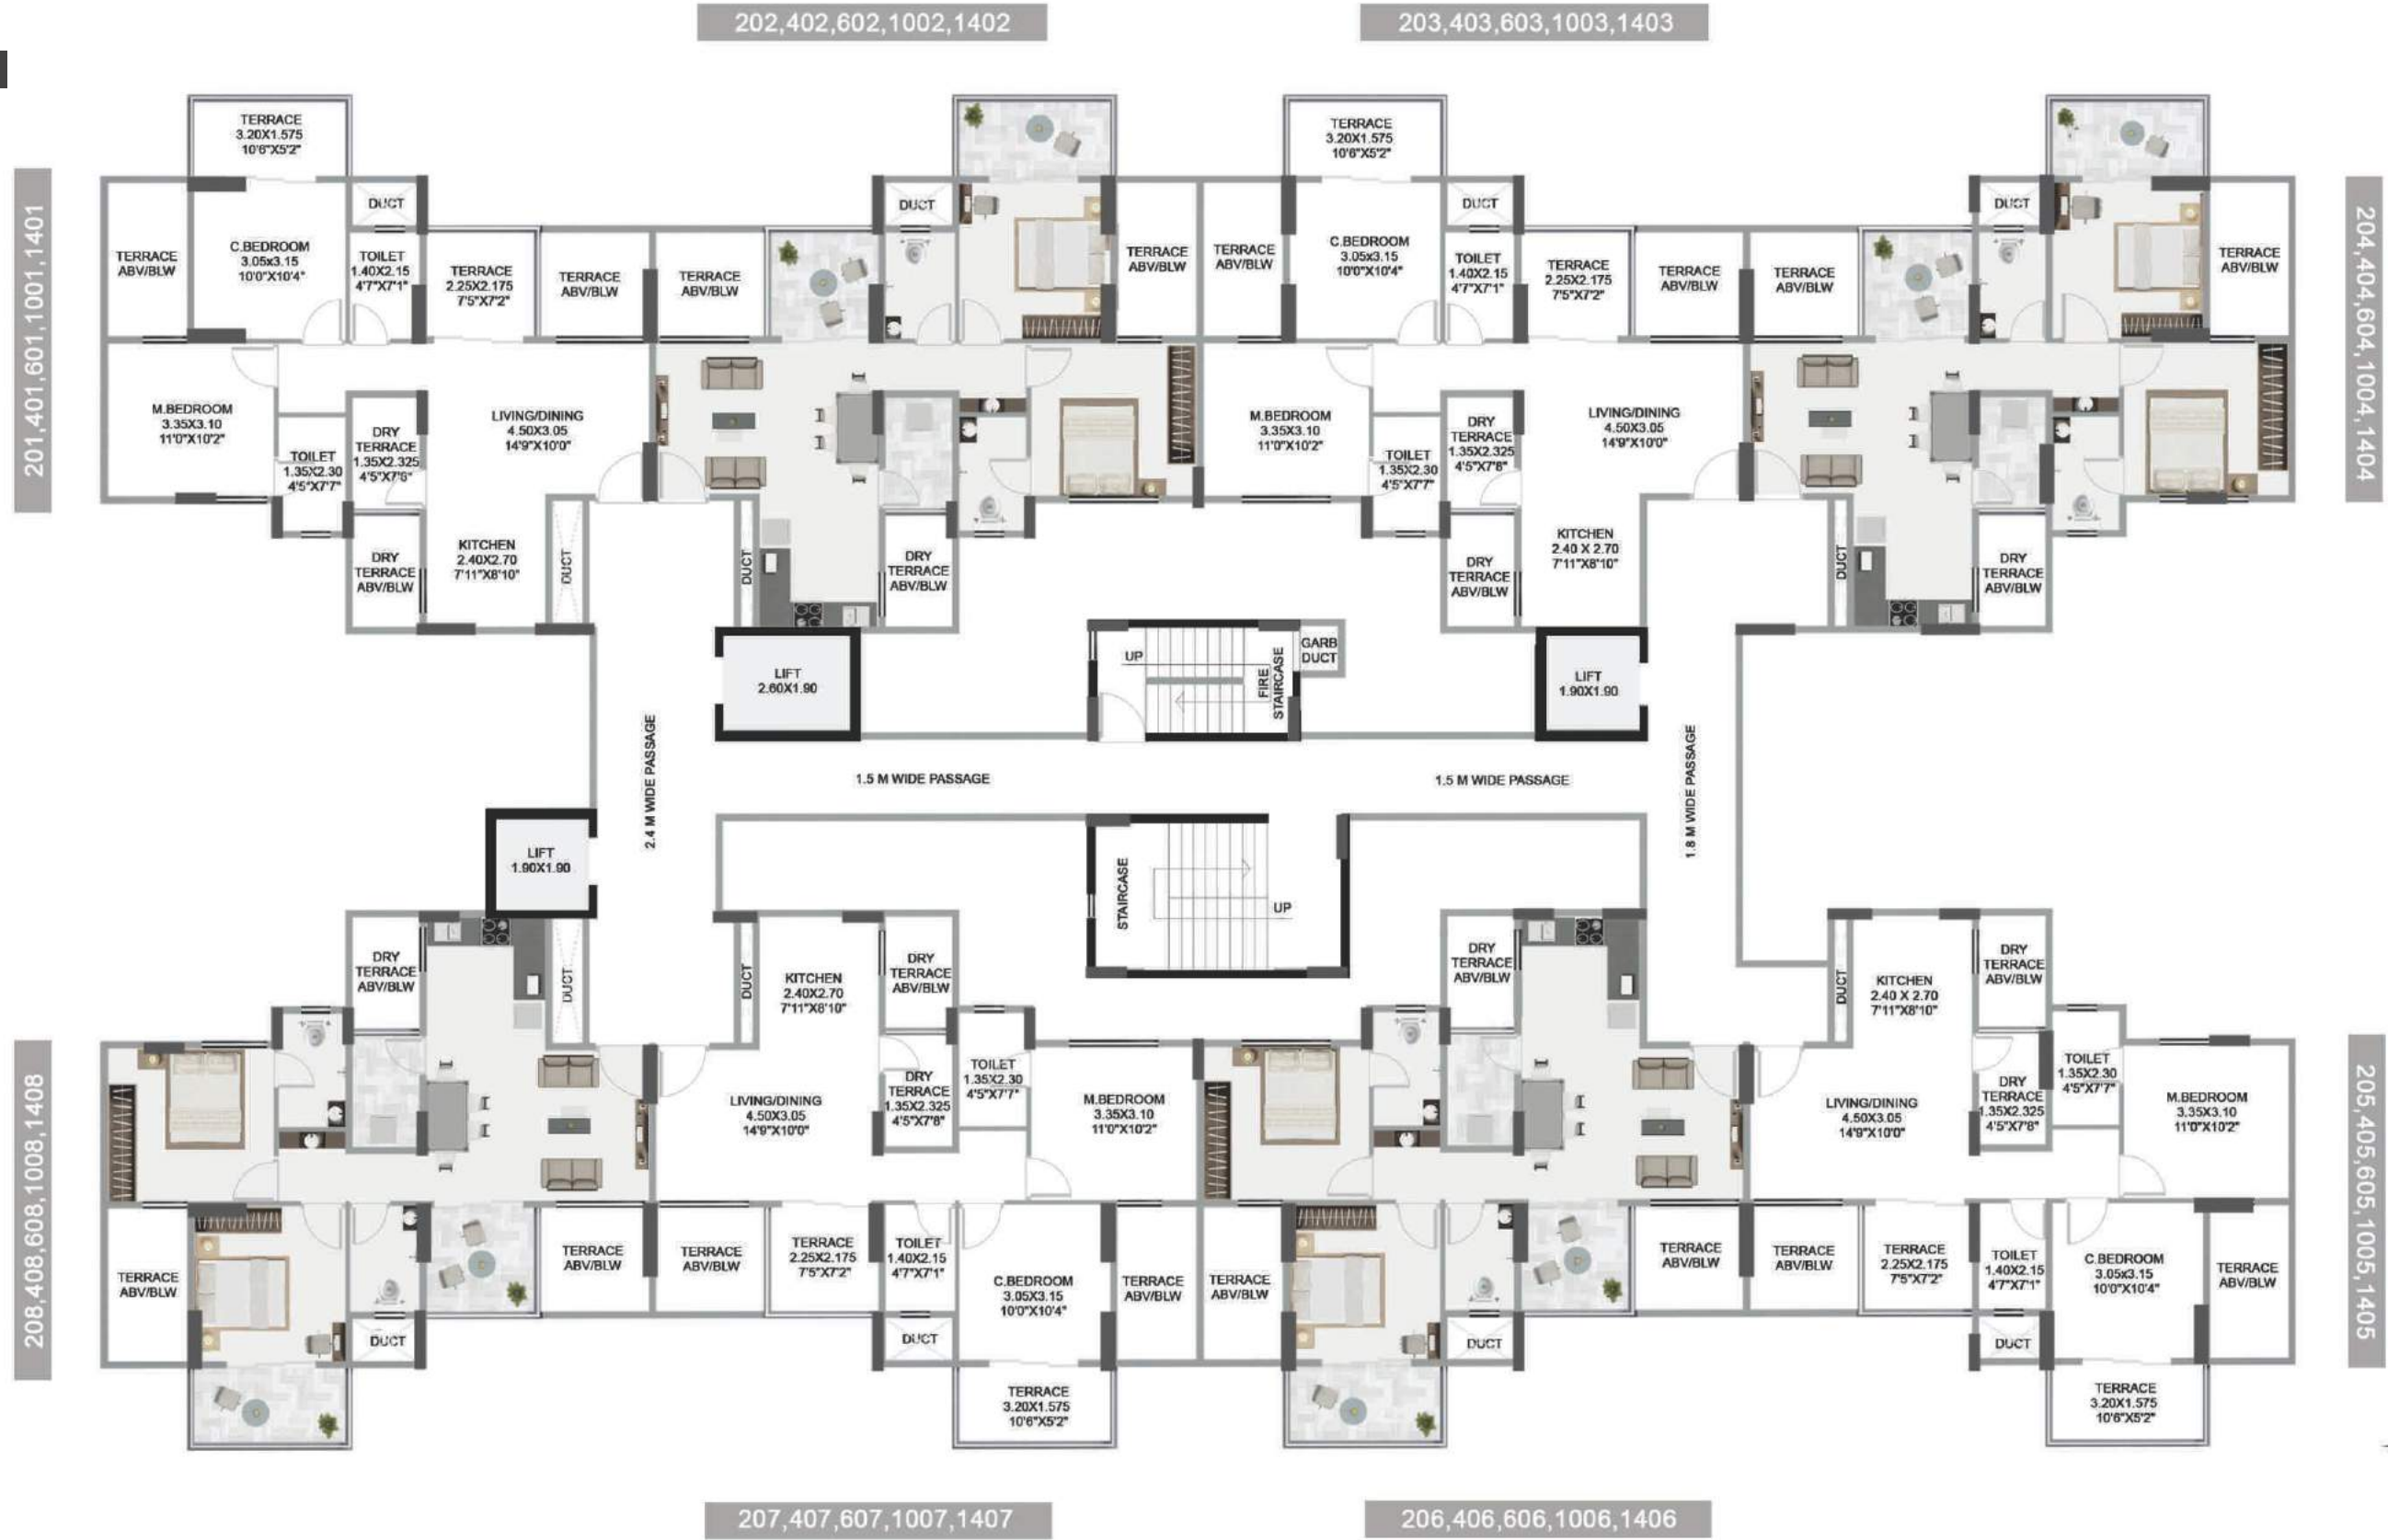 202,402,602,1002,1402
203,403,603,1003,1403
201,401,601,1001,1401
204,404,604,1004,1404
TERRACE
3.20X1.575
10'6"X5'2"
TERRACE
ABV/BLW
C.BEDROOM
3.05x3.15
10'0"X10'4"
DUCT
TOILET
1.40X2.15
4'7"X7'1"
TERRACE
2.25X2.175
7'5"X7'2"
TERRACE
ABV/BLW
M.BEDROOM
3.35X3.10
11'0"X10'2"
TOILET
1.35X2.30
4'5"X7'7"
DRY
TERRACE
1.35X2.325
4'5"X7'8"
LIVING/DINING
4.50X3.05
14'9"X10'0"
DRY
TERRACE
ABV/BLW
KITCHEN
2.40X2.70
7'11"X8'10"
DUCT
TERRACE
ABV/BLW
DUCT
TERRACE
ABV/BLW
DUCT
DRY
TERRACE
ABV/BLW
TERRACE
3.20X1.575
10'6"X5'2"
TERRACE
ABV/BLW
C.BEDROOM
3.05x3.15
10'0"X10'4"
DUCT
TOILET
1.40X2.15
4'7"X7'1"
TERRACE
2.25X2.175
7'5"X7'2"
TERRACE
ABV/BLW
M.BEDROOM
3.35X3.10
11'0"X10'2"
TOILET
1.35X2.30
4'5"X7'7"
DRY
TERRACE
1.35X2.325
4'5"X7'8"
LIVING/DINING
4.50X3.05
14'9"X10'0"
DRY
TERRACE
ABV/BLW
KITCHEN
2.40 X 2.70
7'11"X8'10"
TERRACE
ABV/BLW
DUCT
TERRACE
ABV/BLW
DUCT
DRY
TERRACE
ABV/BLW
LIFT
2.60X1.90
UP
FIRE
STAIRCASE
GARB
DUCT
LIFT
1.90X1.90
2.4 M WIDE PASSAGE
1.5 M WIDE PASSAGE
1.5 M WIDE PASSAGE
1.8 M WIDE PASSAGE
LIFT
1.90X1.90
STAIRCASE
UP
208,408,608,1008,1408
205,405,605,1005,1405
DRY
TERRACE
ABV/BLW
DUCT
TERRACE
ABV/BLW
TERRACE
ABV/BLW
DUCT
DUCT
KITCHEN
2.40X2.70
7'11"X8'10"
DRY
TERRACE
ABV/BLW
LIVING/DINING
4.50X3.05
14'9"X10'0"
DRY
TERRACE
1.35X2.325
4'5"X7'8"
TOILET
1.35X2.30
4'5"X7'7"
M.BEDROOM
3.35X3.10
11'0"X10'2"
TERRACE
ABV/BLW
TERRACE
2.25X2.175
7'5"X7'2"
TOILET
1.40X2.15
4'7"X7'1"
DUCT
C.BEDROOM
3.05X3.15
10'0"X10'4"
TERRACE
ABV/BLW
TERRACE
3.20X1.575
10'6"X5'2"
DRY
TERRACE
ABV/BLW
TERRACE
ABV/BLW
DUCT
TERRACE
ABV/BLW
DUCT
KITCHEN
2.40 X 2.70
7'11"X8'10"
DRY
TERRACE
ABV/BLW
LIVING/DINING
4.50X3.05
14'9"X10'0"
DRY
TERRACE
1.35X2.325
4'5"X7'8"
TOILET
1.35X2.30
4'5"X7'7"
M.BEDROOM
3.35X3.10
11'0"X10'2"
TERRACE
ABV/BLW
TERRACE
2.25X2.175
7'5"X7'2"
TOILET
1.40X2.15
4'7"X7'1"
DUCT
C.BEDROOM
3.05x3.15
10'0"X10'4"
TERRACE
ABV/BLW
TERRACE
3.20X1.575
10'6"X5'2"
207,407,607,1007,1407
206,406,606,1006,1406